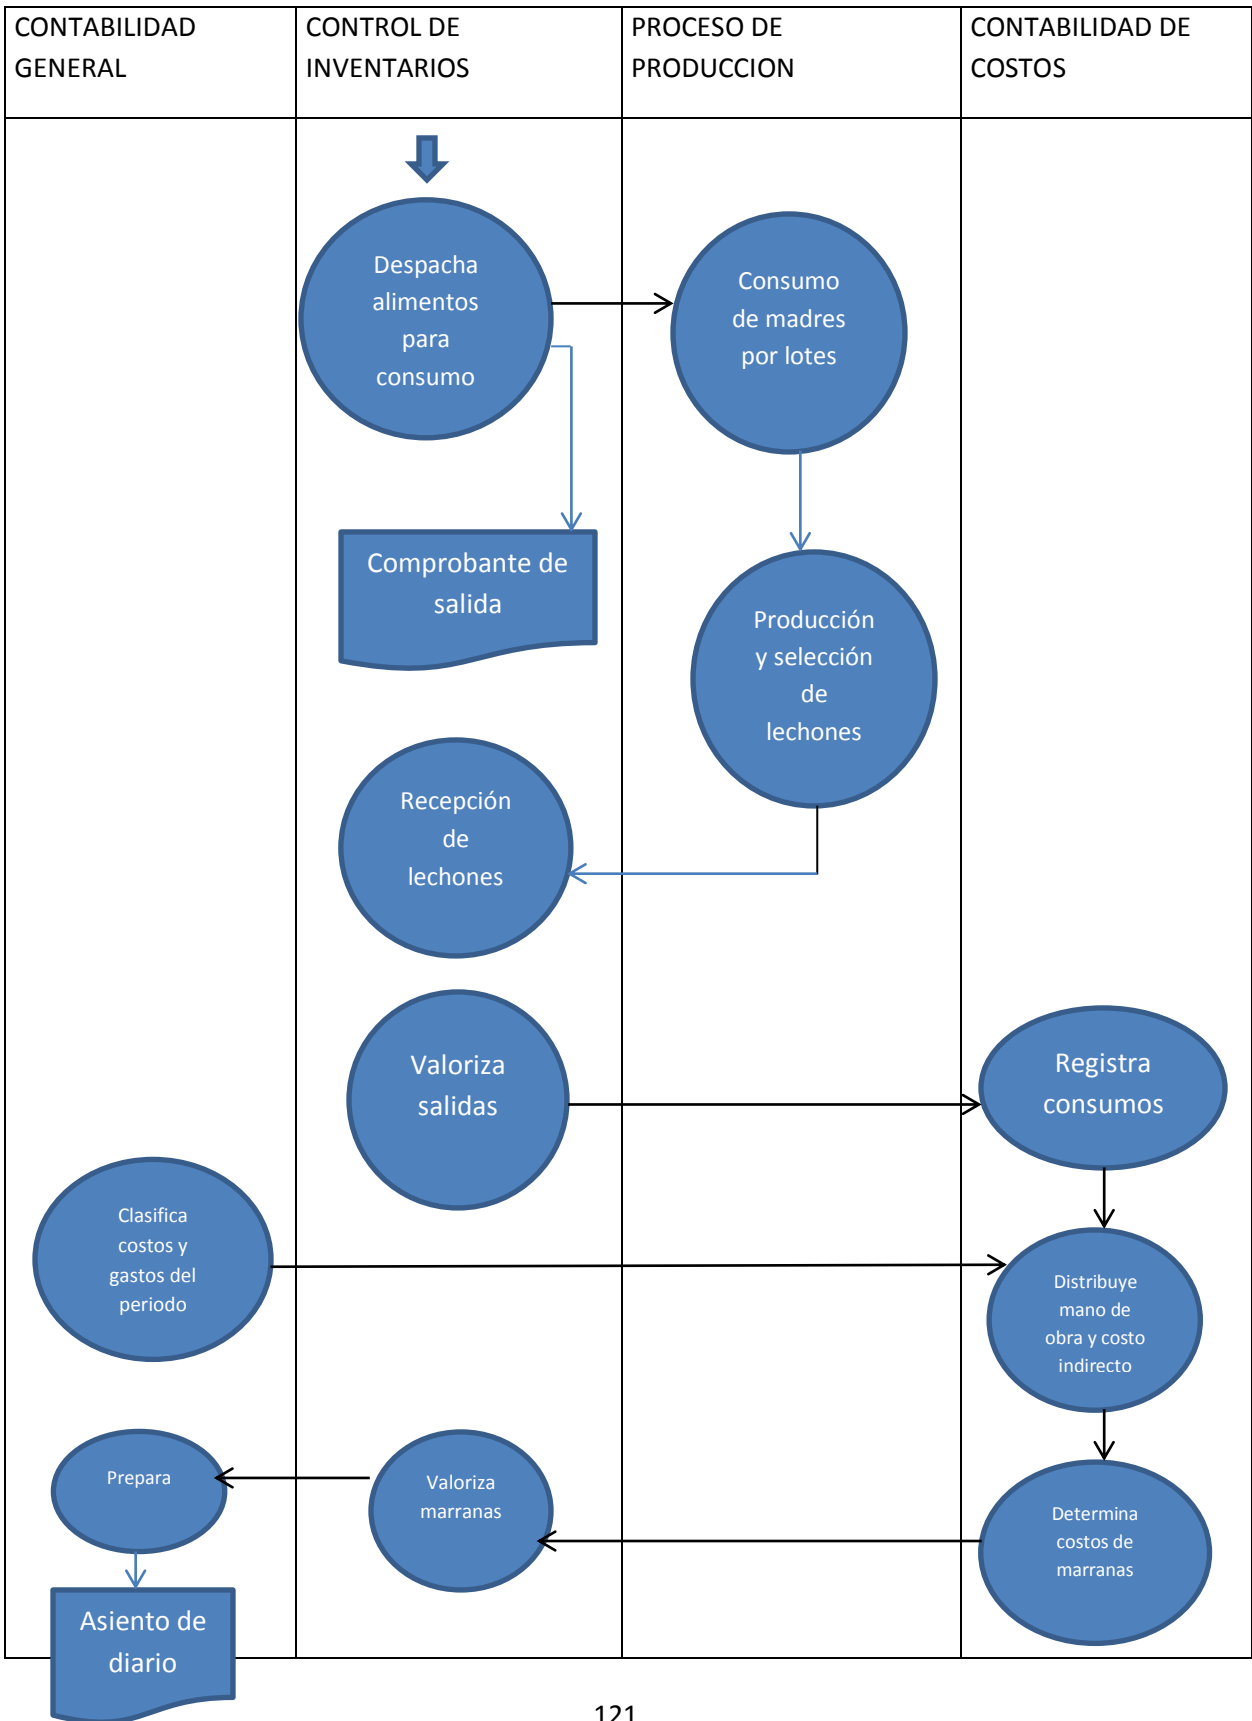 CONTABILIDAD
GENERAL
CONTROL DE
INVENTARIOS
PROCESO DE
PRODUCCION
CONTABILIDAD DE
COSTOS
Despacha
alimentos
para
consumo
Consumo
de madres
por lotes
Comprobante de
salida
Producción
y selección
de
lechones
Recepción
de
lechones
Valoriza
salidas
Registra
consumos
Clasifica
costos y
gastos del
periodo
Distribuye
mano de
obra y costo
indirecto
Prepara
Valoriza
marranas
Determina
costos de
marranas
Asiento de
diario
121